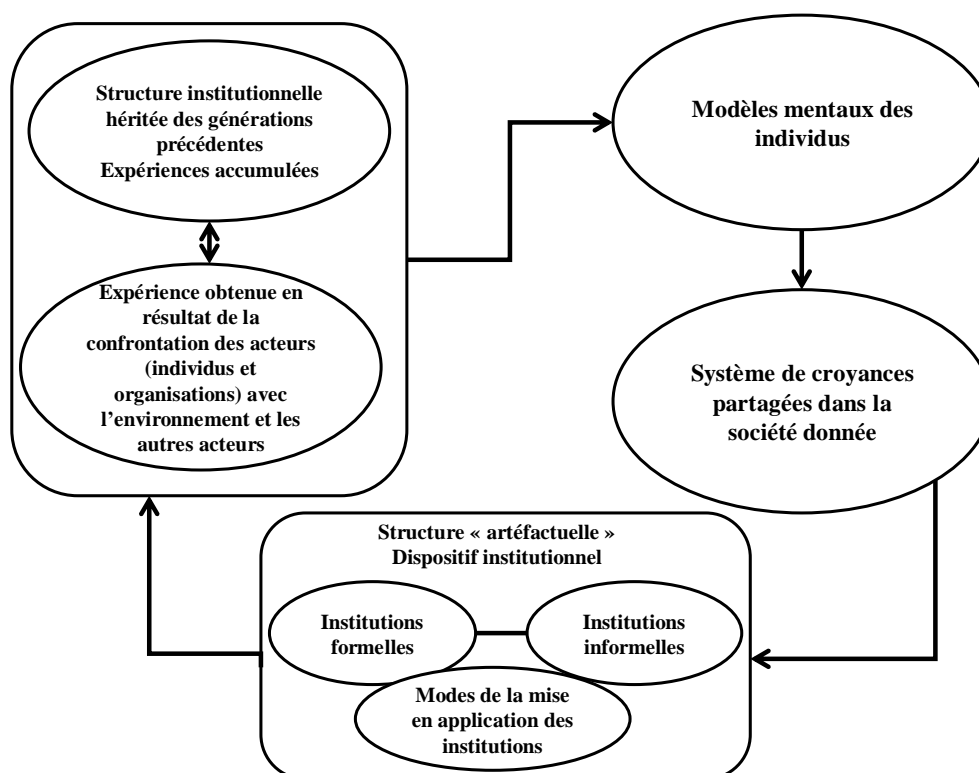 Structure institutionnelle
héritée des générations
précédentes
Expériences accumulées
Expérience obtenue en
résultat de la
confrontation des acteurs
(individus et
organisations) avec
l’environnement et les
autres acteurs
Modèles mentaux des
individus
Système de croyances
partagées dans la
société donnée
Structure « artéfactuelle »
Dispositif institutionnel
Institutions
formelles
Institutions
informelles
Modes de la mise
en application des
institutions